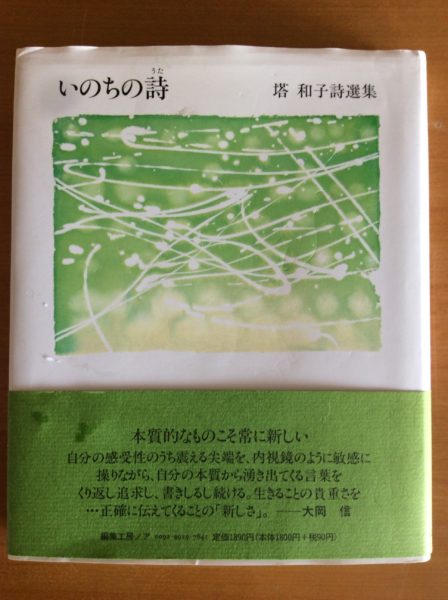 うた
いのちの詩
塔 和子詩選集
本質的なものこそ常に新しい
自分の感受性のうち震える尖端を、内視鏡のように敏感に
操りながら、自分の本質から湧き出てくる言葉を
くり返し追求し、書きしるし続ける。生きることの貴重さを
…正確に伝えてくることの「新しさ」。——大岡 信
編集工房ノア 定価1890円(本体1800円+税90円)